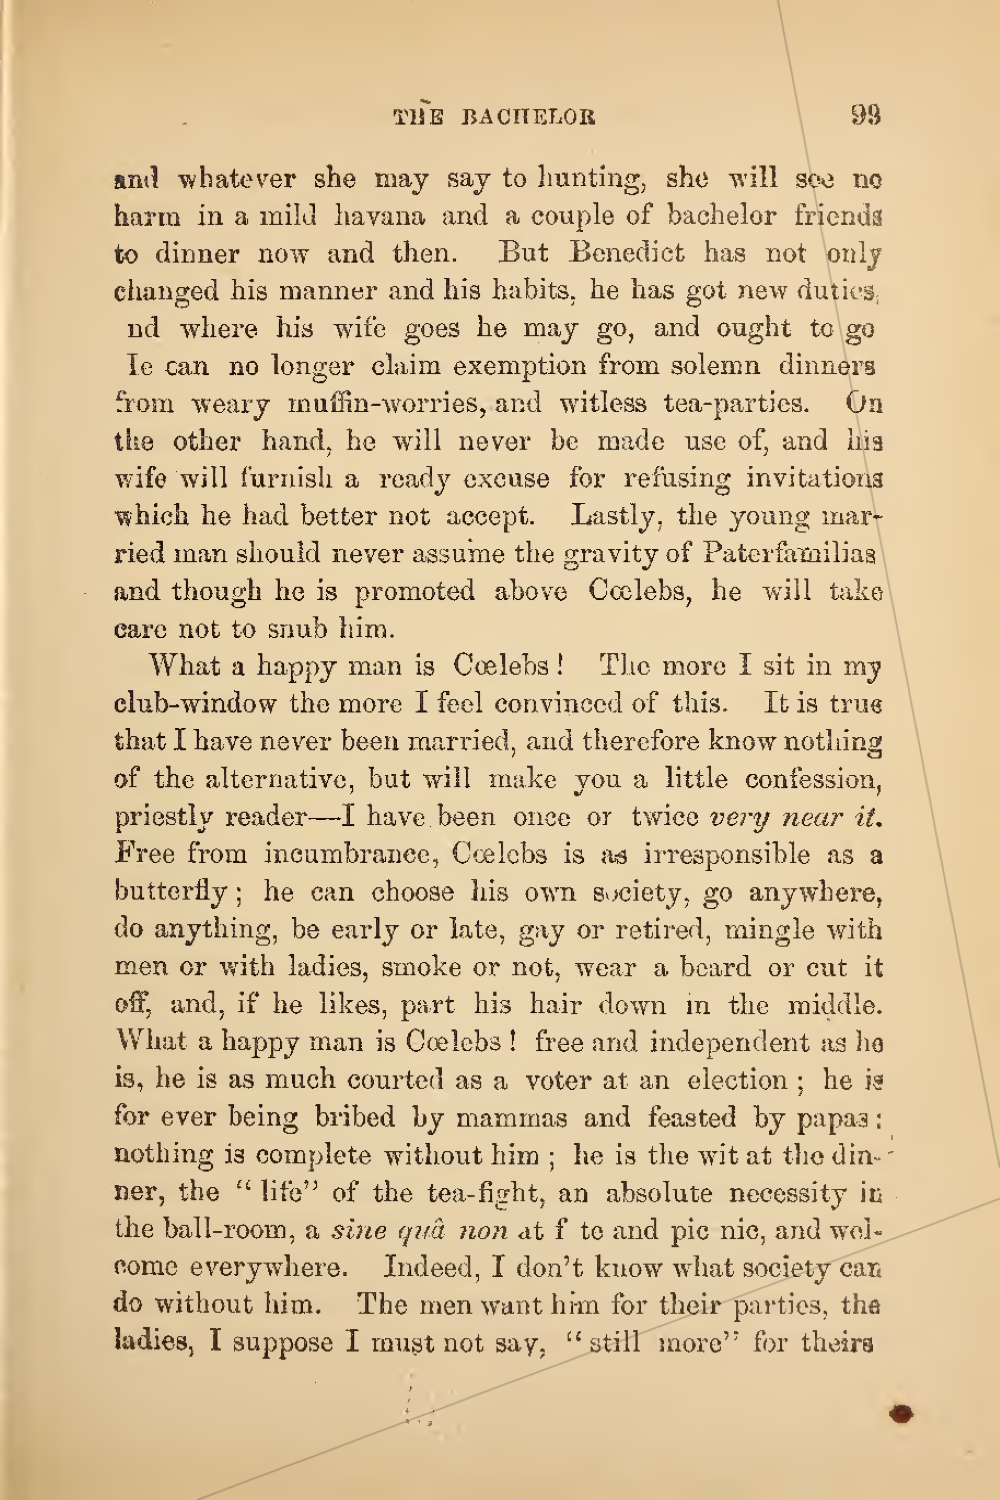 THE BACHELOR 99
and whatever she may say to hunting, she will see no
harm in a mild havana and a couple of bachelor friends
to dinner now and then. But Benedict has not only
changed his manner and his habits, he has got new duties,
nd where his wife goes he may go, and ought to go
Ie can no longer claim exemption from solemn dinners
from weary muffin-worries, and witless tea-parties. On
the other hand, he will never be made use of, and his
wife will furnish a ready excuse for refusing invitations
which he had better not accept. Lastly, the young mar-
ried man should never assume the gravity of Paterfamilias
and though he is promoted above Cœlebs, he will take
care not to snub him.
What a happy man is Cœlebs! The more I sit in my
club-window the more I feel convinced of this. It is true
that I have never been married, and therefore know nothing
of the alternative, but will make you a little confession,
priestly reader—I have been once or twice very near it.
Free from incumbrance, Cœlebs is as irresponsible as a
butterfly; he can choose his own society, go anywhere,
do anything, be early or late, gay or retired, mingle with
men or with ladies, smoke or not, wear a beard or cut it
off, and, if he likes, part his hair down in the middle.
What a happy man is Cœlebs! free and independent as he
is, he is as much courted as a voter at an election; he is
for ever being bribed by mammas and feasted by papas:
nothing is complete without him; he is the wit at the din-
ner, the "life" of the tea-fight, an absolute necessity in
the ball-room, a sine quâ non at f te and pic nic, and wel-
come everywhere. Indeed, I don't know what society can
do without him. The men want him for their parties, the
ladies, I suppose I must not say, "still more" for theirs